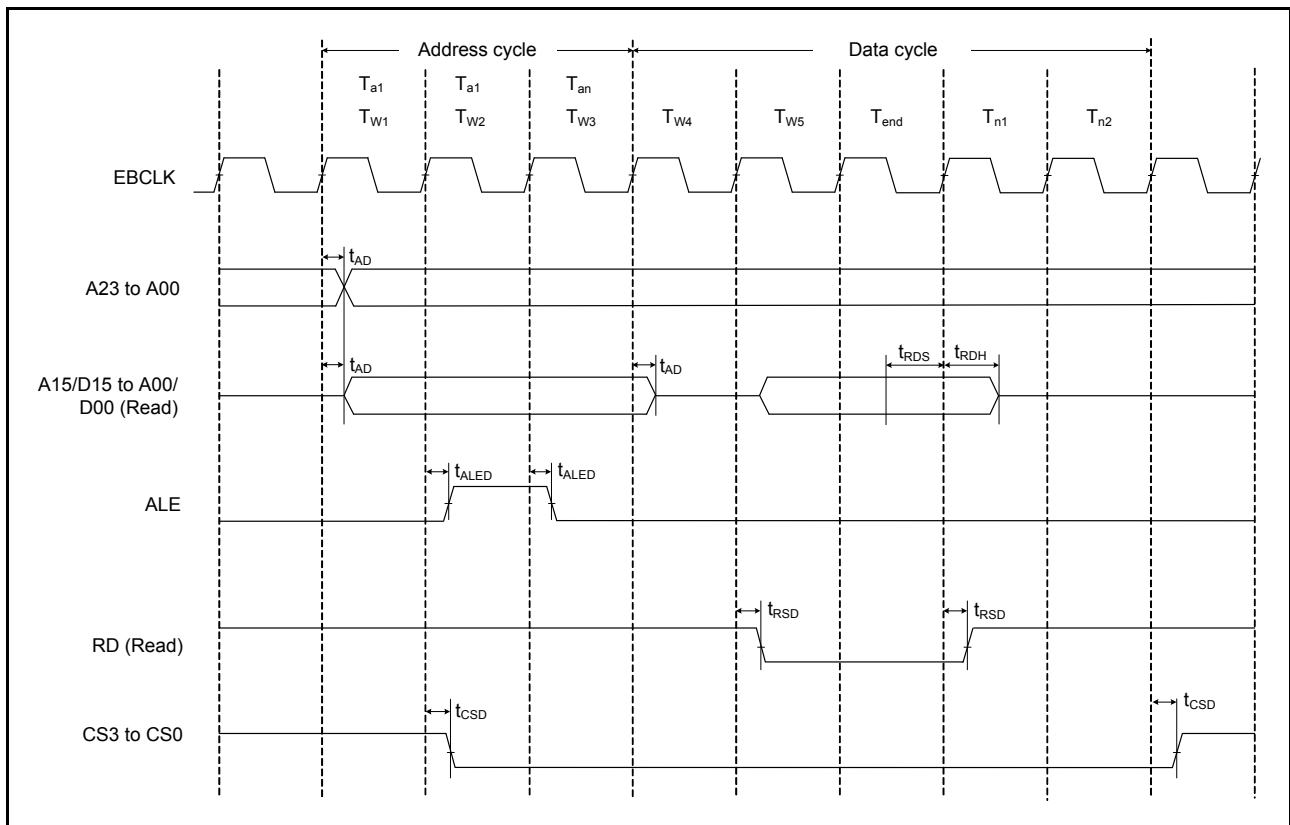 Address cycle Data cycle
Ta1 Ta1 Tan
TW1 TW2 TW3 TW4 TW5 Tend Tn1 Tn2
EBCLK
tAD
A23 to A00
tAD tAD tRDS tRDH
A15/D15 to A00/
D00 (Read)
tALED tALED
ALE
tRSD tRSD
RD (Read)
tCSD tCSD
CS3 to CS0